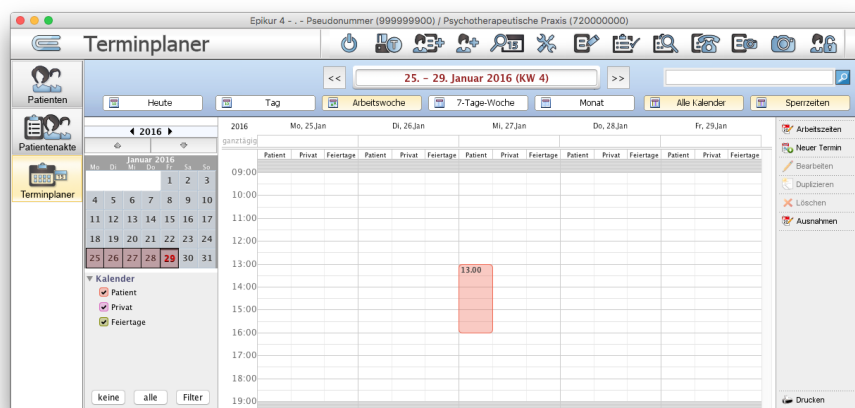 Epikur 4 - . - Pseudonummer (999999900) / Psychotherapeutische Praxis (720000000)
Terminplaner
15
Patienten
Patientenakte
Terminplaner
<< 25. - 29. Januar 2016 (KW 4) >>
Heute Tag Arbeitswoche 7-Tage-Woche Monat Alle Kalender Sperrzeiten
2016
Januar 2016
Mo Di Mi Do Fr Sa So
1 2 3
4 5 6 7 8 9 10
11 12 13 14 15 16 17
18 19 20 21 22 23 24
25 26 27 28 29 30 31
Kalender
Patient
Privat
Feiertage
keine alle Filter
2016 Mo, 25.Jan Di, 26.Jan Mi, 27.Jan Do, 28.Jan Fr, 29.Jan
ganztägig
Patient Privat Feiertage Patient Privat Feiertage Patient Privat Feiertage Patient Privat Feiertage Patient Privat Feiertage
09:00
10:00
11:00
12:00
13:00
13.00
14:00
15:00
16:00
17:00
18:00
19:00
Arbeitszeiten
Neuer Termin
Bearbeiten
Duplizieren
Löschen
Ausnahmen
Drucken